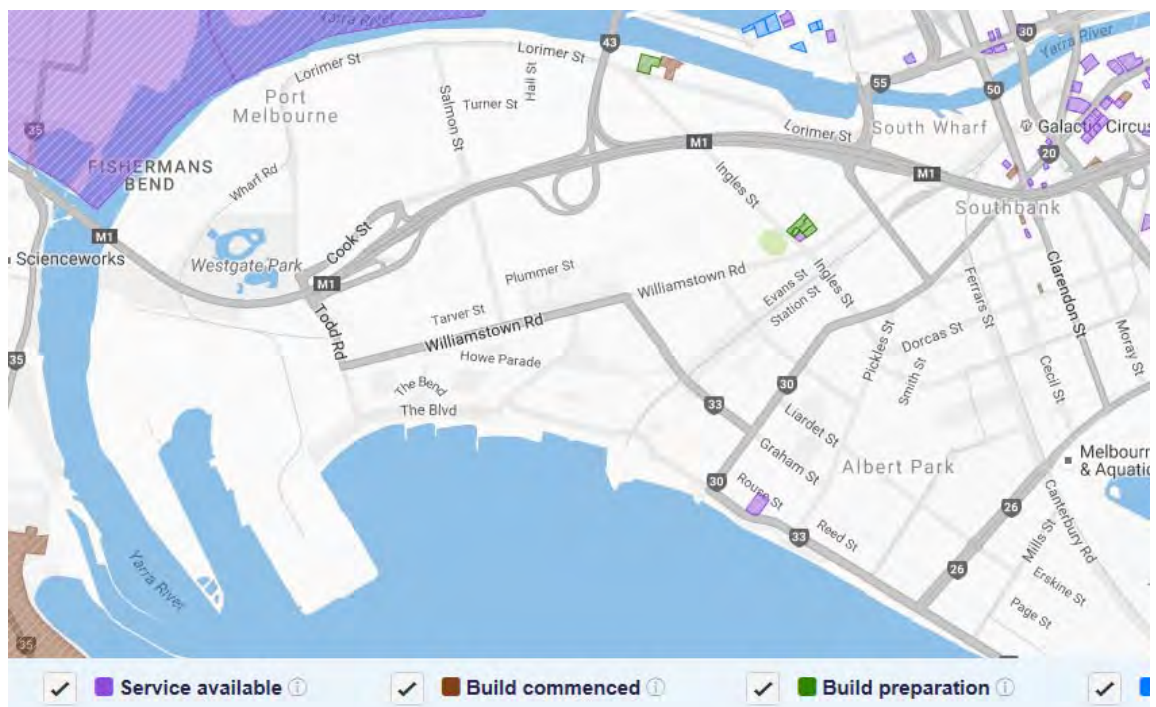 Yarra River
30
43
Lorimer St
Lorimer St
Hall St
Yarra River
Port
Melbourne
Salmon St
Turner St
55
50
35
Lorimer St
South Wharf
Galactic Circus
20
FISHERMANS
BEND
M1
M1
Wharf Rd
Ingles St
Southbank
M1
Scienceworks
Westgate Park
Cook St
M1
Plummer St
Williamstown Rd
Evans St
Station St
Ingles St
Ferrars St
Clarendon St
Todd Rd
Tarver St
Williamstown Rd
Howe Parade
35
Pickles St
Dorcas St
Smith St
Moray St
Cecil St
The Bend
The Blvd
30
33
Liardet St
Graham St
Albert Park
Melbourn
& Aquatic
30
Rouse St
33
Reed St
26
Canterbury Rd
Mills St
26
Erskine St
Page St
Yarra River
35
Service available
Build commenced
Build preparation